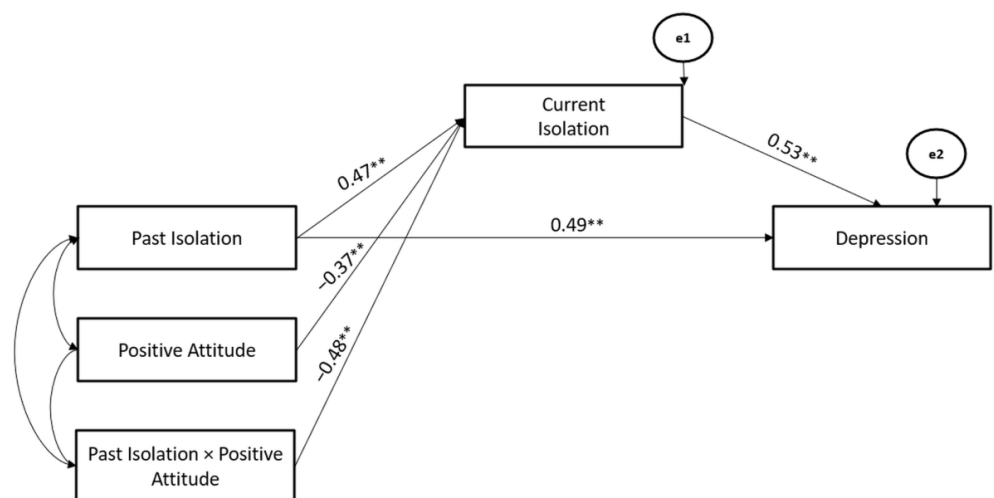 e1
Current
Isolation
0.53**
e2
0.47**
Past Isolation
0.49**
Depression
–0.37**
Positive Attitude
–0.48**
Past Isolation × Positive
Attitude